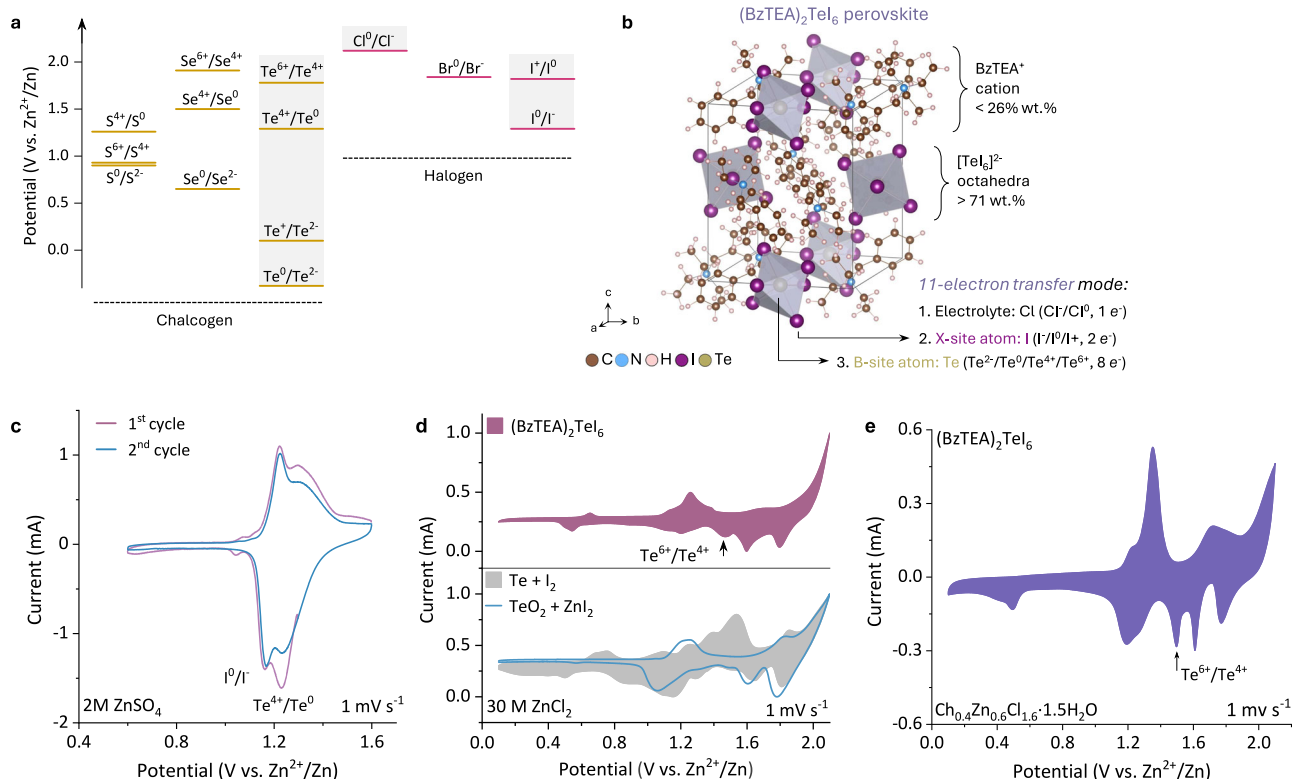 a
Potential (V vs. Zn²⁺/Zn)
2.0
1.5
1.0
0.5
0.0
S⁴⁺/S⁰
S⁶⁺/S⁴⁺
S⁰/S²⁻
Se⁶⁺/Se⁴⁺
Se⁴⁺/Se⁰
Se⁰/Se²⁻
Te⁶⁺/Te⁴⁺
Te⁴⁺/Te⁰
Te⁺/Te²⁻
Te⁰/Te²⁻
Chalcogen
Cl⁰/Cl⁻
Br⁰/Br⁻
I⁺/I⁰
I⁰/I⁻
Halogen
b
(BzTEA)₂TeI₆ perovskite
BzTEA⁺
cation
< 26% wt.%
[TeI₆]²⁻
octahedra
> 71 wt.%
c
a
b
C N H I Te
11-electron transfer mode:
1. Electrolyte: Cl (Cl⁻/Cl⁰, 1 e⁻)
2. X-site atom: I (I⁻/I⁰/I+, 2 e⁻)
3. B-site atom: Te (Te²⁻/Te⁰/Te⁴⁺/Te⁶⁺, 8 e⁻)
c
1ˢᵗ cycle
2ⁿᵈ cycle
Current (mA)
1
0
-1
-2
I⁰/I⁻
Te⁴⁺/Te⁰
2M ZnSO₄
1 mV s⁻¹
0.4 0.8 1.2 1.6
Potential (V vs. Zn²⁺/Zn)
d
(BzTEA)₂TeI₆
Te⁶⁺/Te⁴⁺
Te + I₂
TeO₂ + ZnI₂
Current (mA)
1.0
0.5
0.0
1.0
0.5
0.0
30 M ZnCl₂
1 mV s⁻¹
0.0 0.4 0.8 1.2 1.6 2.0
Potential (V vs. Zn²⁺/Zn)
e
(BzTEA)₂TeI₆
Current (mA)
0.6
0.3
0.0
-0.3
-0.6
Te⁶⁺/Te⁴⁺
Ch₀.₄Zn₀.₆Cl₁.₆·1.5H₂O
1 mV s⁻¹
0.0 0.4 0.8 1.2 1.6 2.0
Potential (V vs. Zn²⁺/Zn)